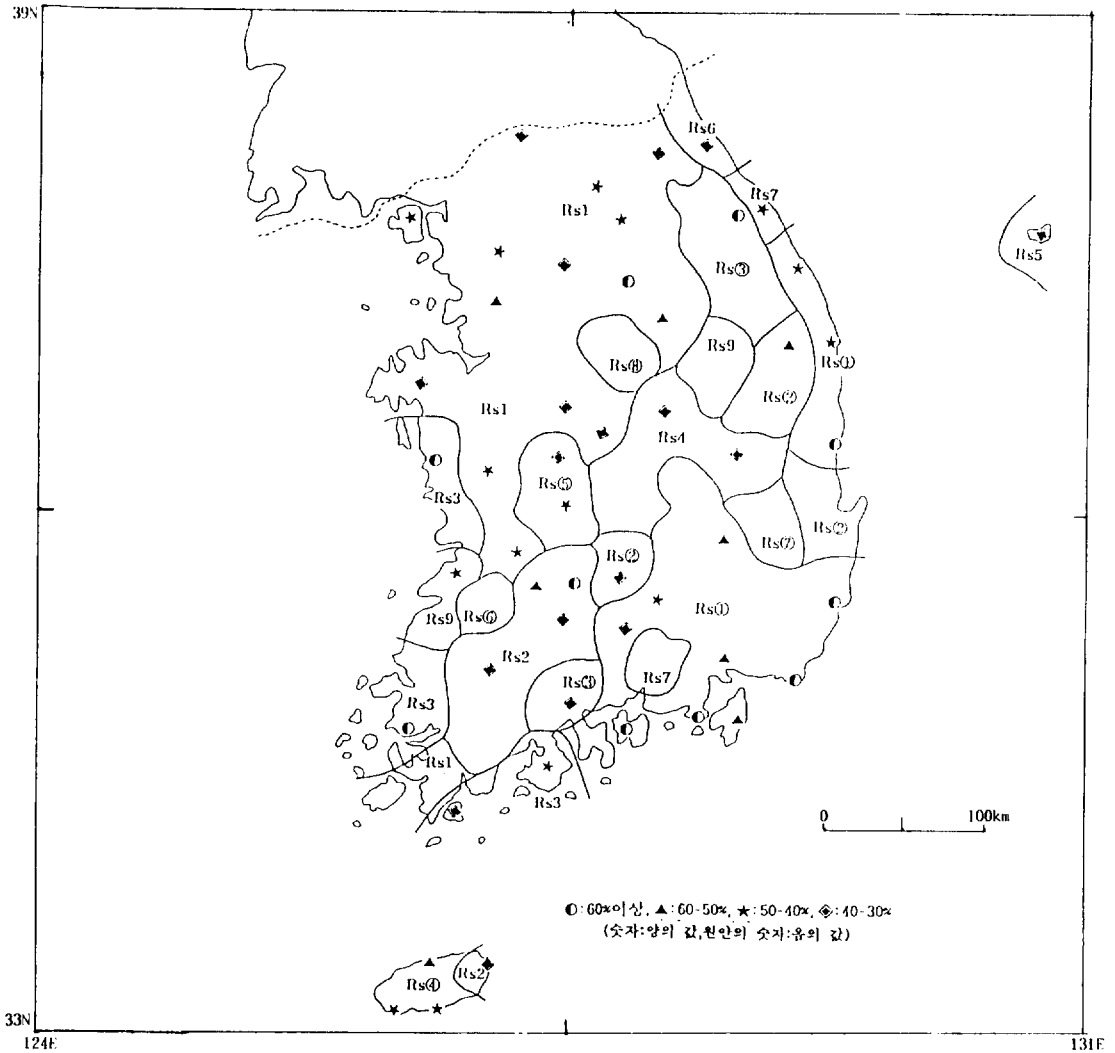 39N
Rs6
Rs7
Rs1
Rs5
Rs③
Rs9
Rs⑧
Rs①
Rs②
Rs1
Rs4
Rs3
Rs⑤
Rs②
Rs⑦
Rs②
Rs9
Rs⑥
Rs①
Rs2
Rs3
Rs③
Rs7
Rs1
Rs3
0 100km
◐:60%이상, ▲:60-50%, ★:50-40%, ◈:40-30%
(숫자:양의 값,원안의 숫자:음의 값)
Rs2
Rs④
33N
124E 131E